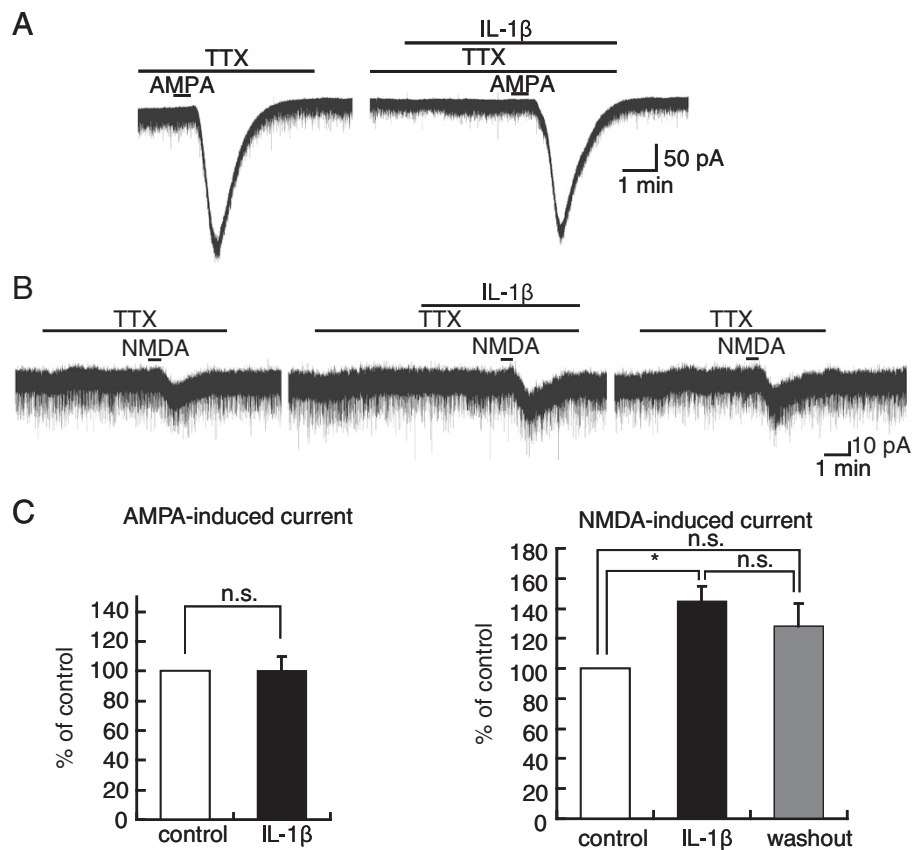 A
IL-1β
TTX
TTX
AMPA
AMPA
50 pA
1 min
B
IL-1β
TTX
TTX
TTX
NMDA
NMDA
NMDA
10 pA
1 min
C
AMPA-induced current
% of control
140
120
100
80
60
40
20
0
n.s.
control
IL-1β
NMDA-induced current
% of control
180
160
140
120
100
80
60
40
20
0
n.s.
*
n.s.
control
IL-1β
washout